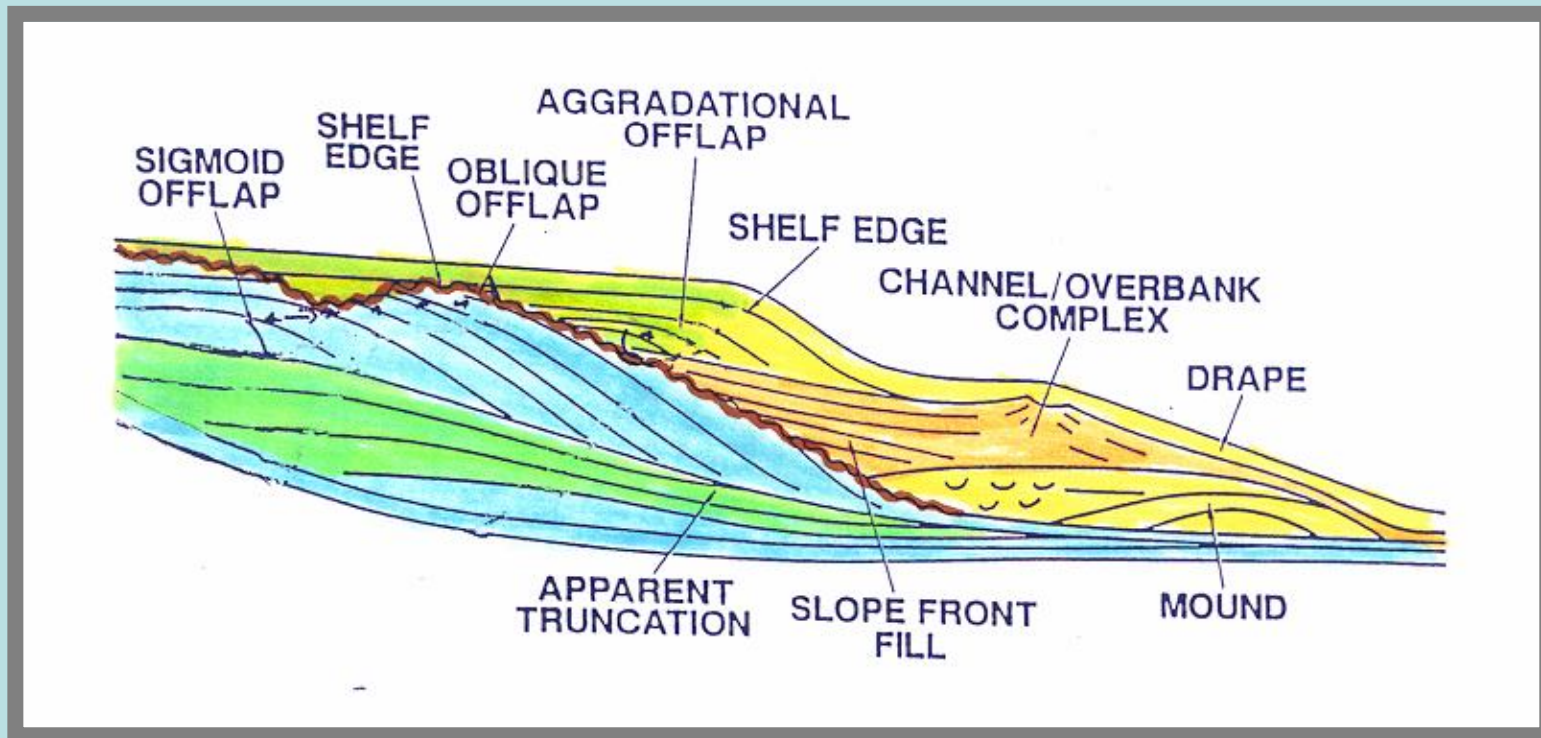 AGGRADATIONAL
OFFLAP
SHELF
EDGE
SIGMOID
OFFLAP
OBLIQUE
OFFLAP
SHELF EDGE
CHANNEL/OVERBANK
COMPLEX
DRAPE
APPARENT
TRUNCATION
SLOPE FRONT
FILL
MOUND